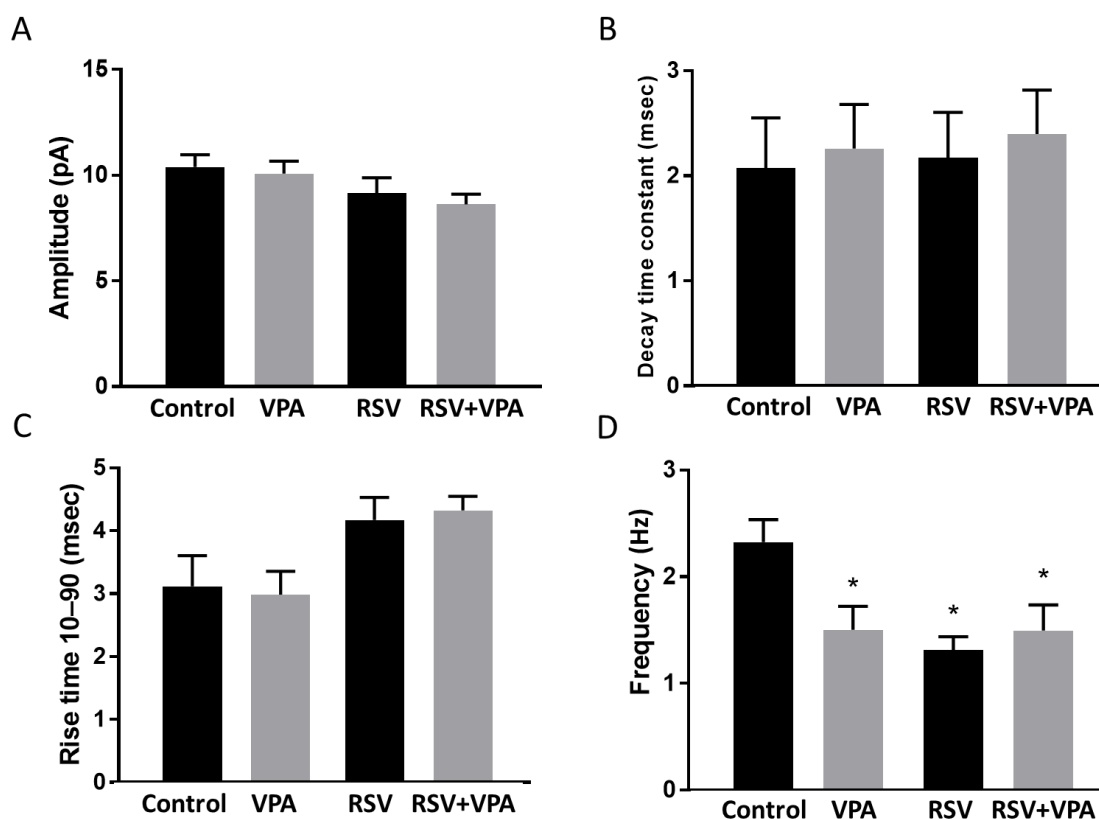 A
Amplitude (pA)
15
10
5
0
Control VPA RSV RSV+VPA
B
Decay time constant (msec)
3
2
1
0
Control VPA RSV RSV+VPA
C
Rise time 10–90 (msec)
5
4
3
2
1
0
Control VPA RSV RSV+VPA
D
Frequency (Hz)
3
2
1
0
* * *
Control VPA RSV RSV+VPA